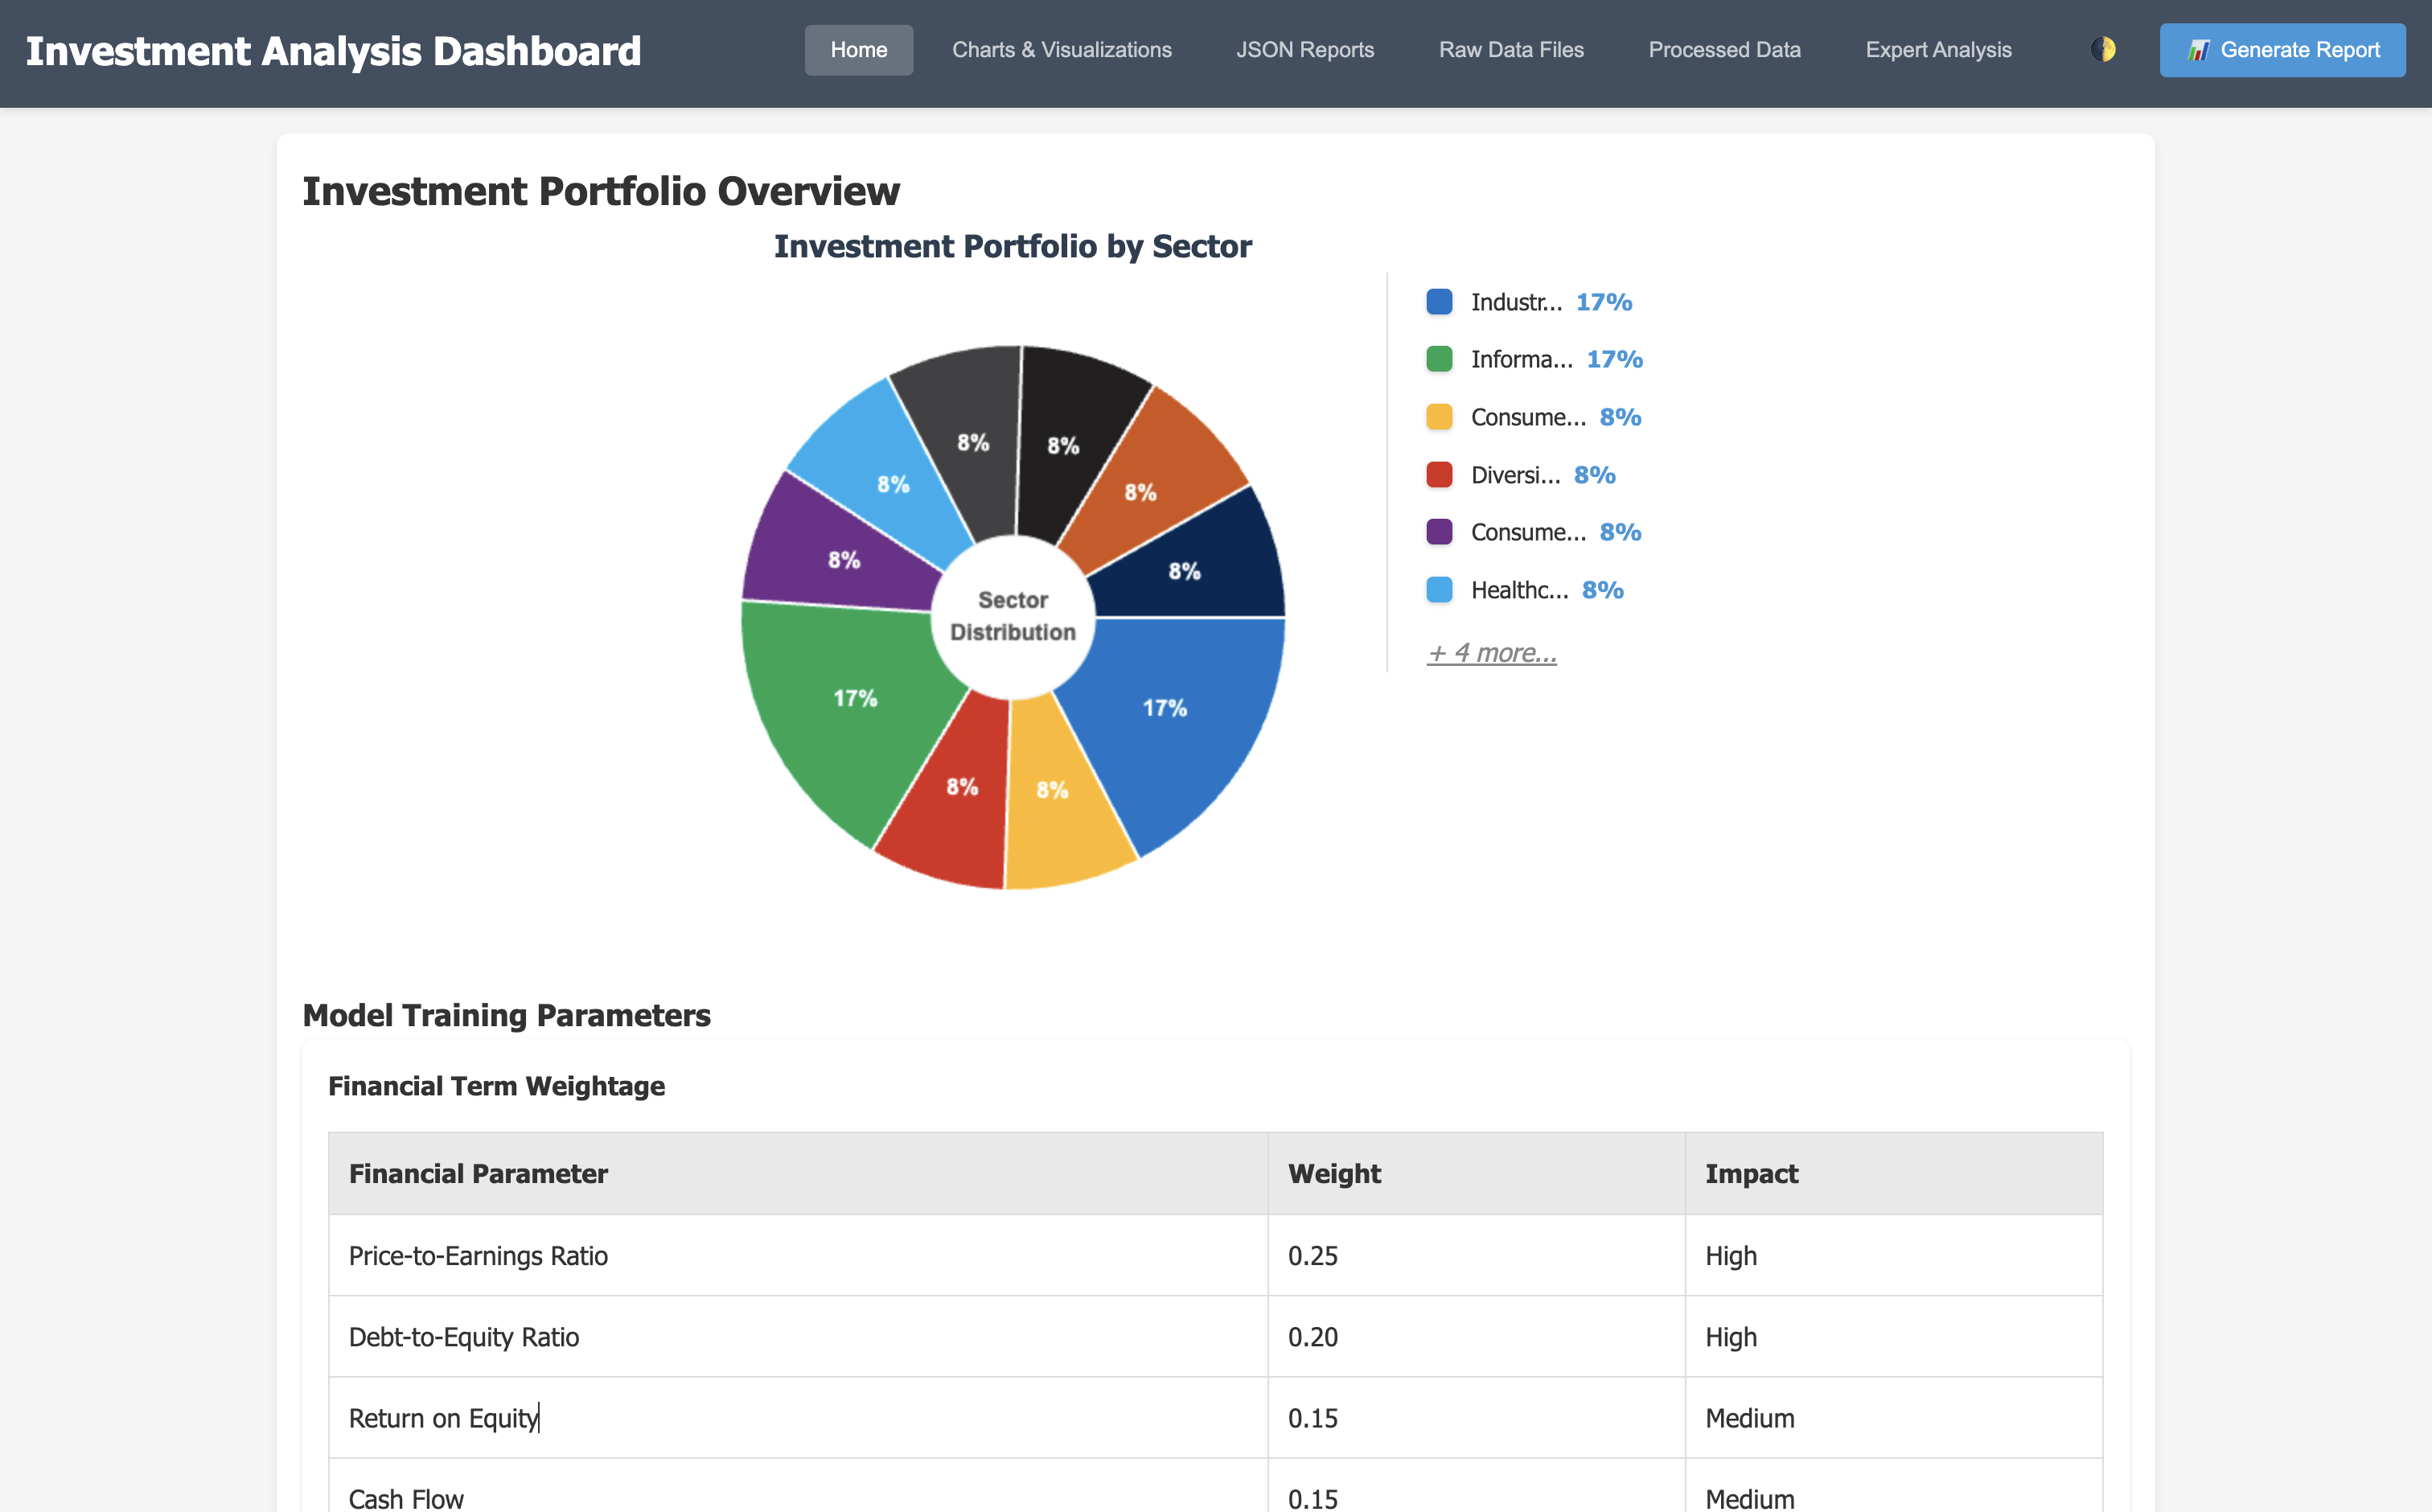 Investment Analysis Dashboard
Home
Charts & Visualizations
JSON Reports
Raw Data Files
Processed Data
Expert Analysis
Generate Report
Investment Portfolio Overview
Investment Portfolio by Sector
8%
8%
8%
8%
8%
8%
Sector
Distribution
17%
17%
8%
8%
Industr... 17%
Informa... 17%
Consume... 8%
Diversi... 8%
Consume... 8%
Healthc... 8%
+ 4 more...
Model Training Parameters
Financial Term Weightage
Financial Parameter Weight Impact
Price-to-Earnings Ratio 0.25 High
Debt-to-Equity Ratio 0.20 High
Return on Equity 0.15 Medium
Cash Flow 0.15 Medium